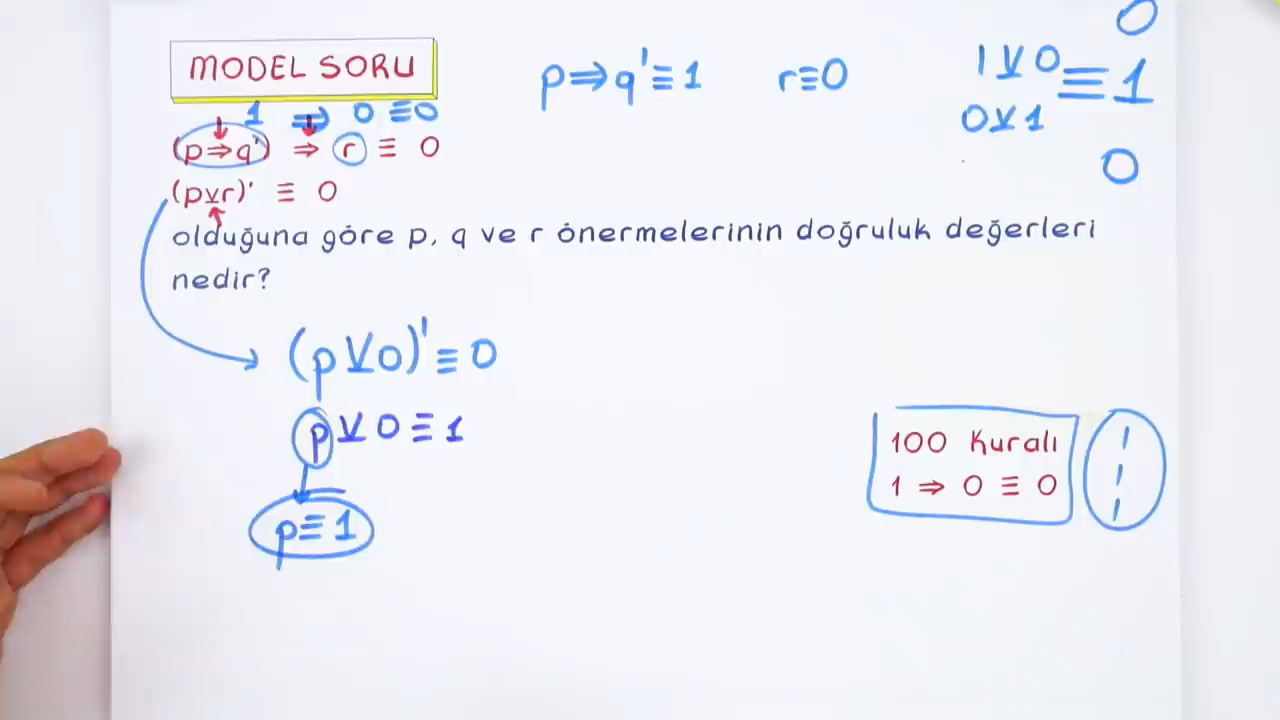 MODEL SORU
1 ⇒ 0 ≡ 0
(p⇒q') ⇒ r ≡ 0
(p⊻r)' ≡ 0
olduğuna göre p, q ve r önermelerinin doğruluk değerleri
nedir?
p⇒q'≡1
r≡0
0
1⊻0
≡1
0⊻1
0
(p⊻0)'≡0
p⊻0≡1
p≡1
100 Kuralı
1 ⇒ 0 ≡ 0